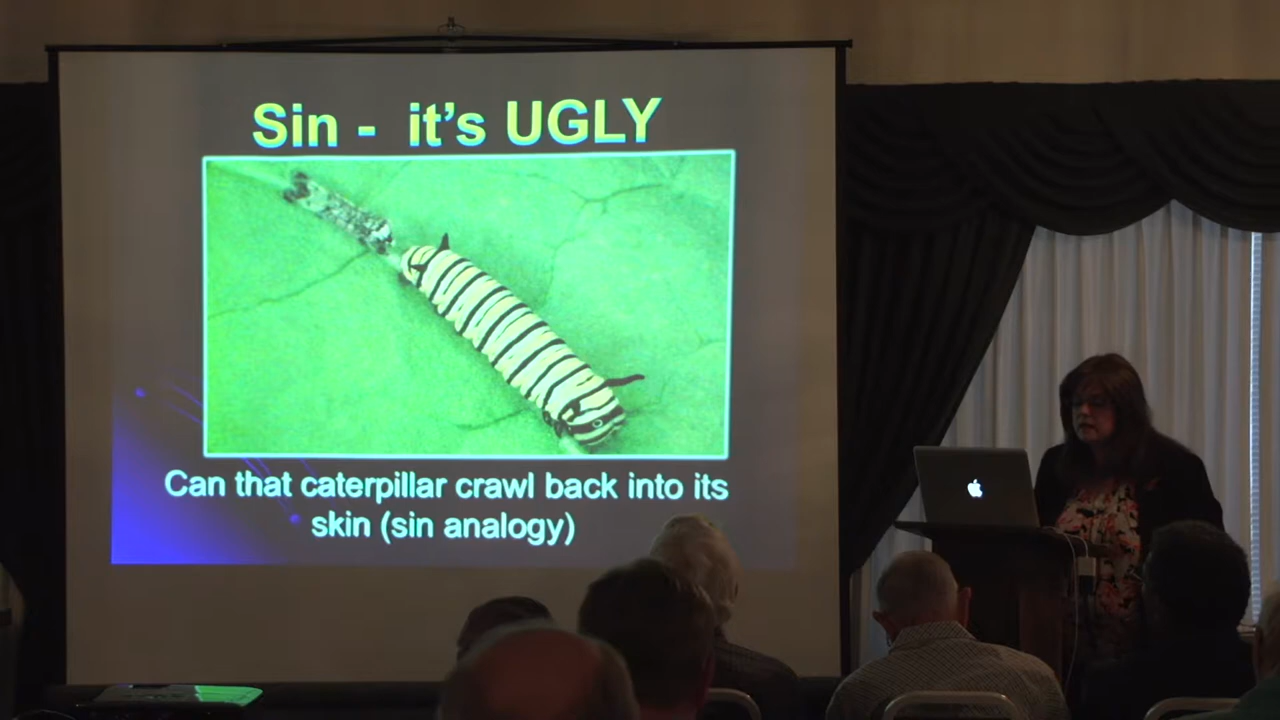 Sin - it's UGLY
Can that caterpillar crawl back into its
skin (sin analogy)